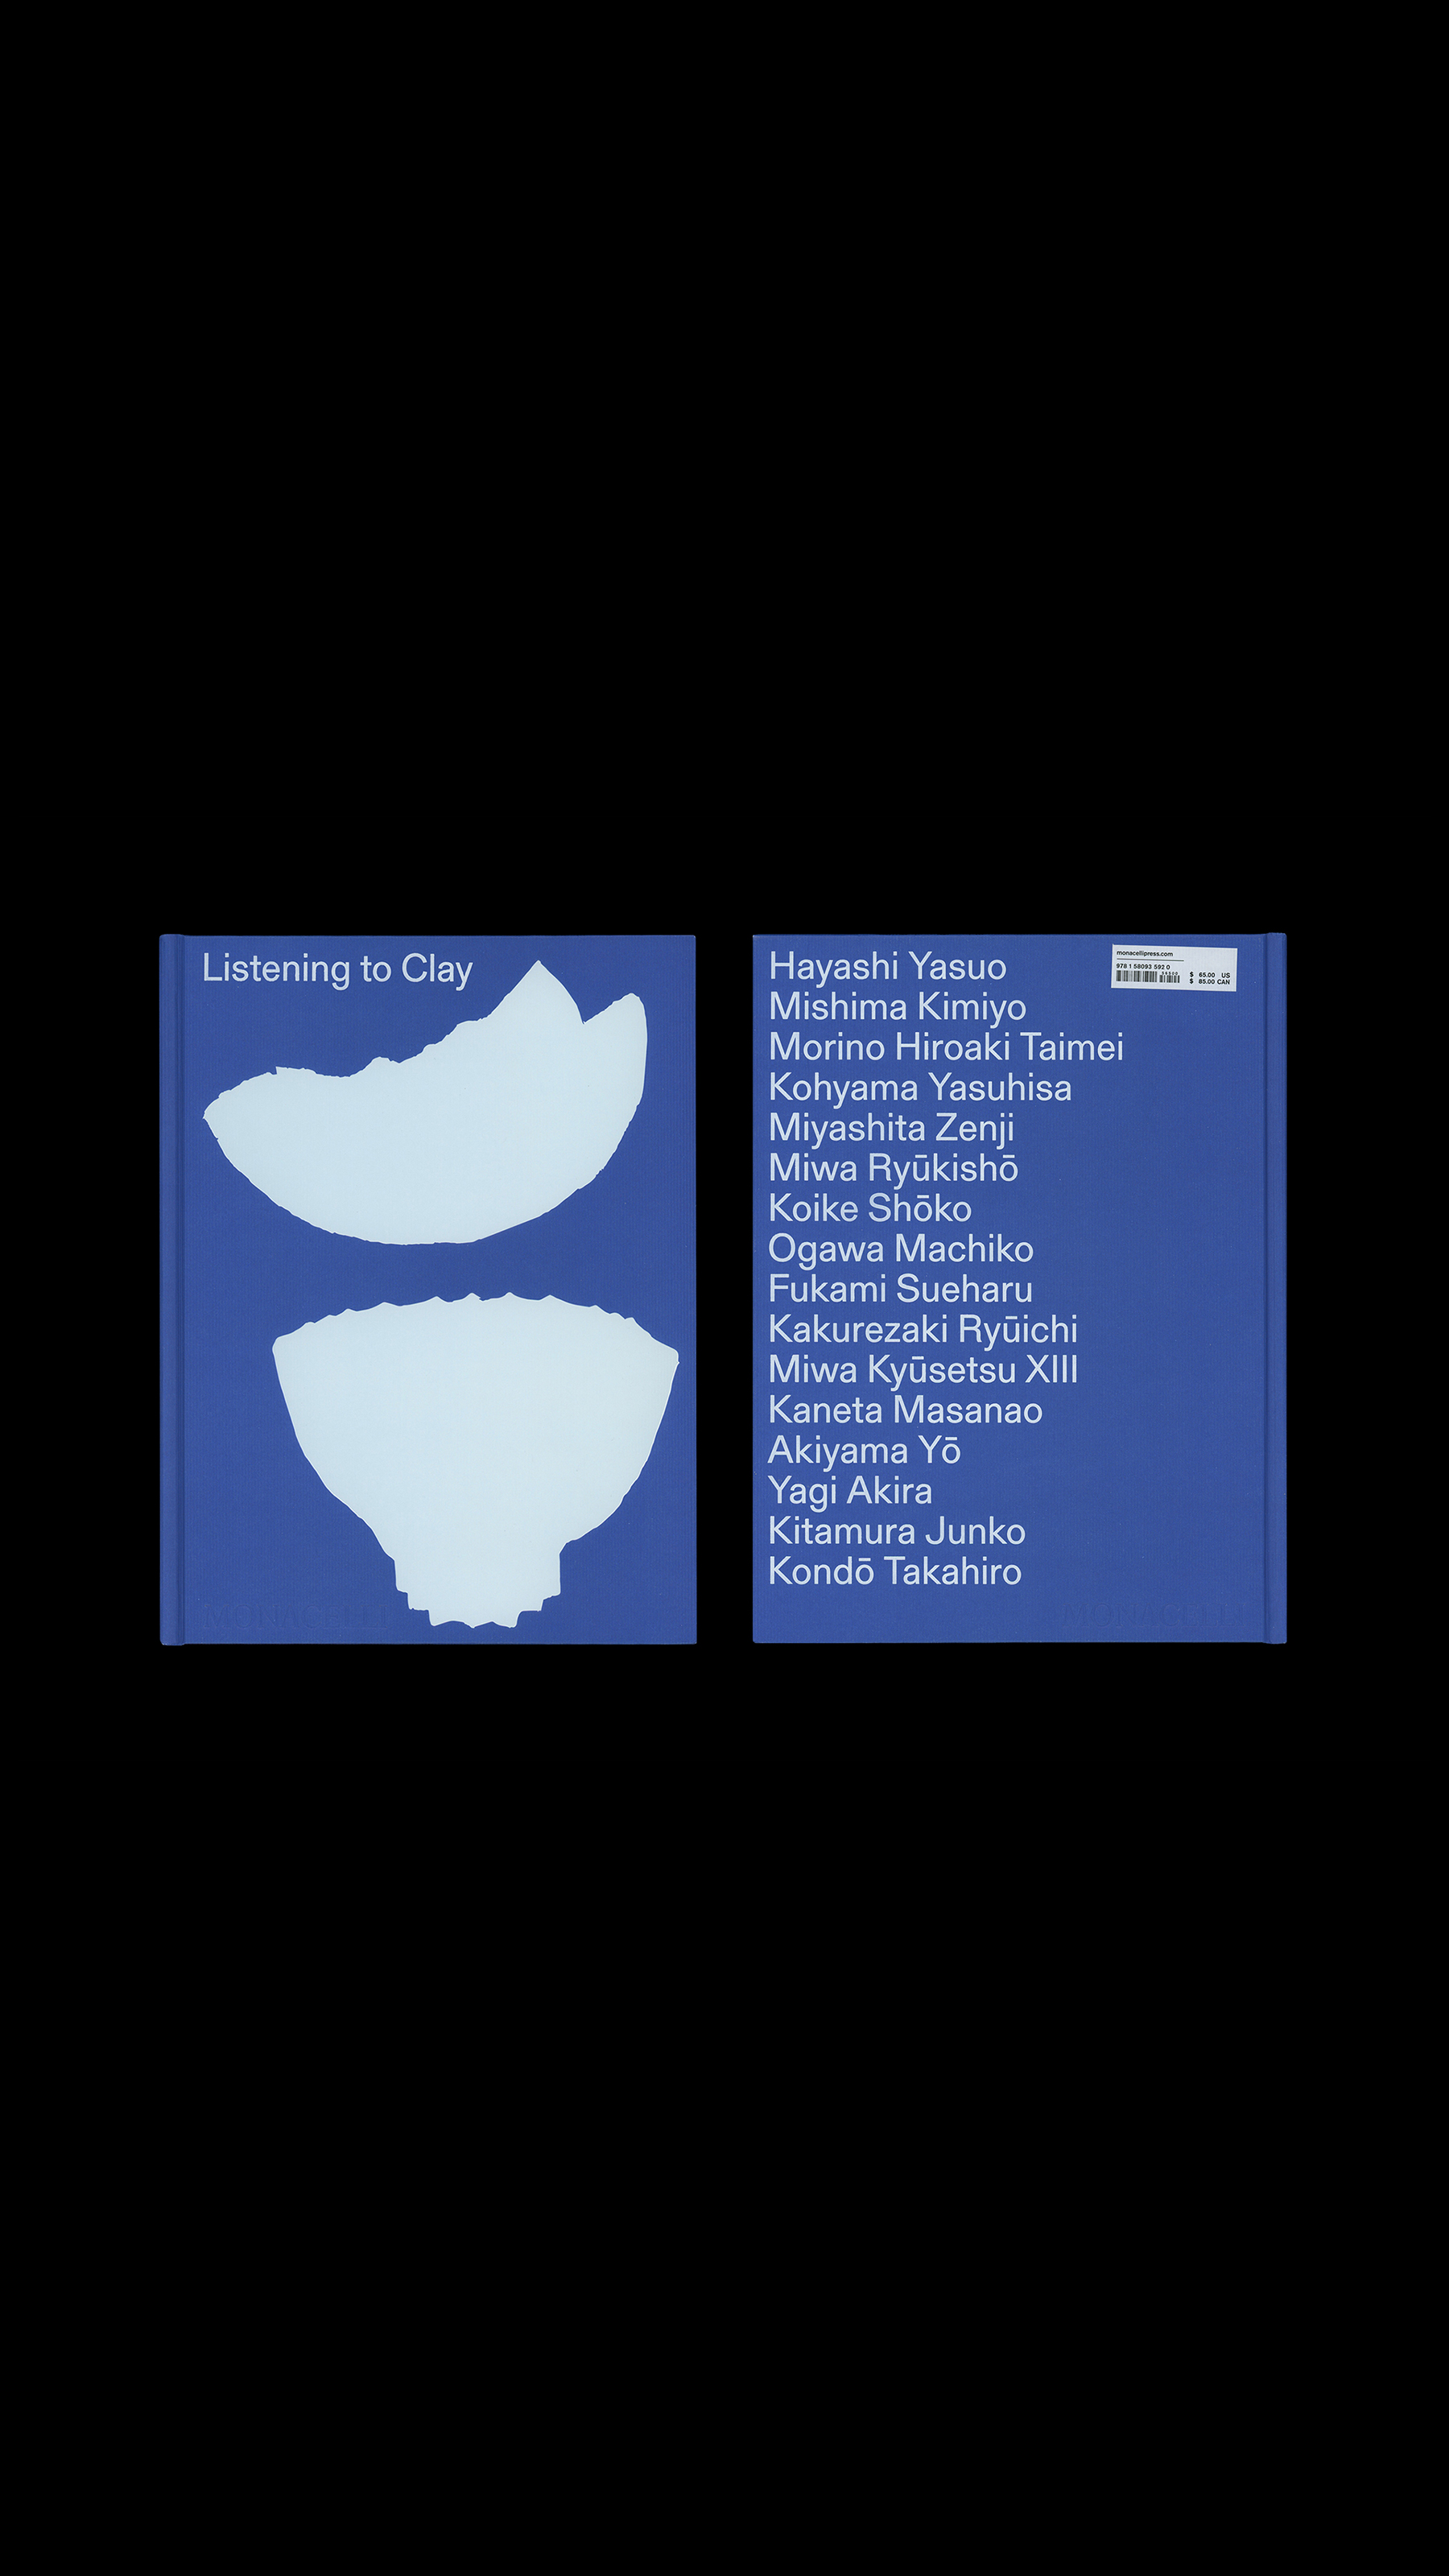 Listening to Clay
MONACELLI
Hayashi Yasuo
Mishima Kimiyo
Morino Hiroaki Taimei
Kohyama Yasuhisa
Miyashita Zenji
Miwa Ryūkishō
Koike Shōko
Ogawa Machiko
Fukami Sueharu
Kakurezaki Ryūichi
Miwa Kyūsetsu XIII
Kaneta Masanao
Akiyama Yō
Yagi Akira
Kitamura Junko
Kondō Takahiro
monacellipress.com
978 1 58093 592 0
$ 65.00 US
$ 85.00 CAN
MONACELLI